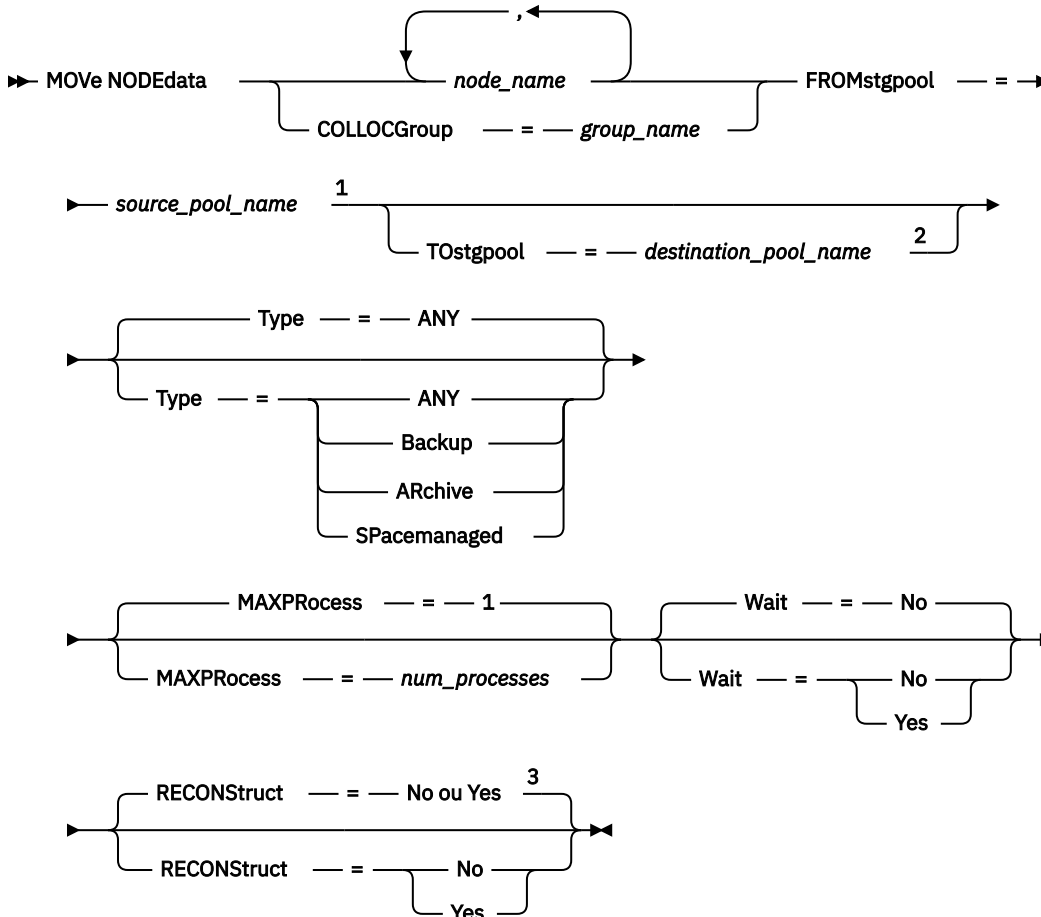 ,
MOVe NODEdata node_name FROMstgpool =
COLLOCGroup = group_name
source_pool_name 1
TOstgpool = destination_pool_name 2
Type = ANY
Type = ANY
Backup
ARchive
SPacemanaged
MAXPRocess = 1 Wait = No
MAXPRocess = num_processes Wait = No
Yes
RECONStruct = No ou Yes 3
RECONStruct = No
Yes